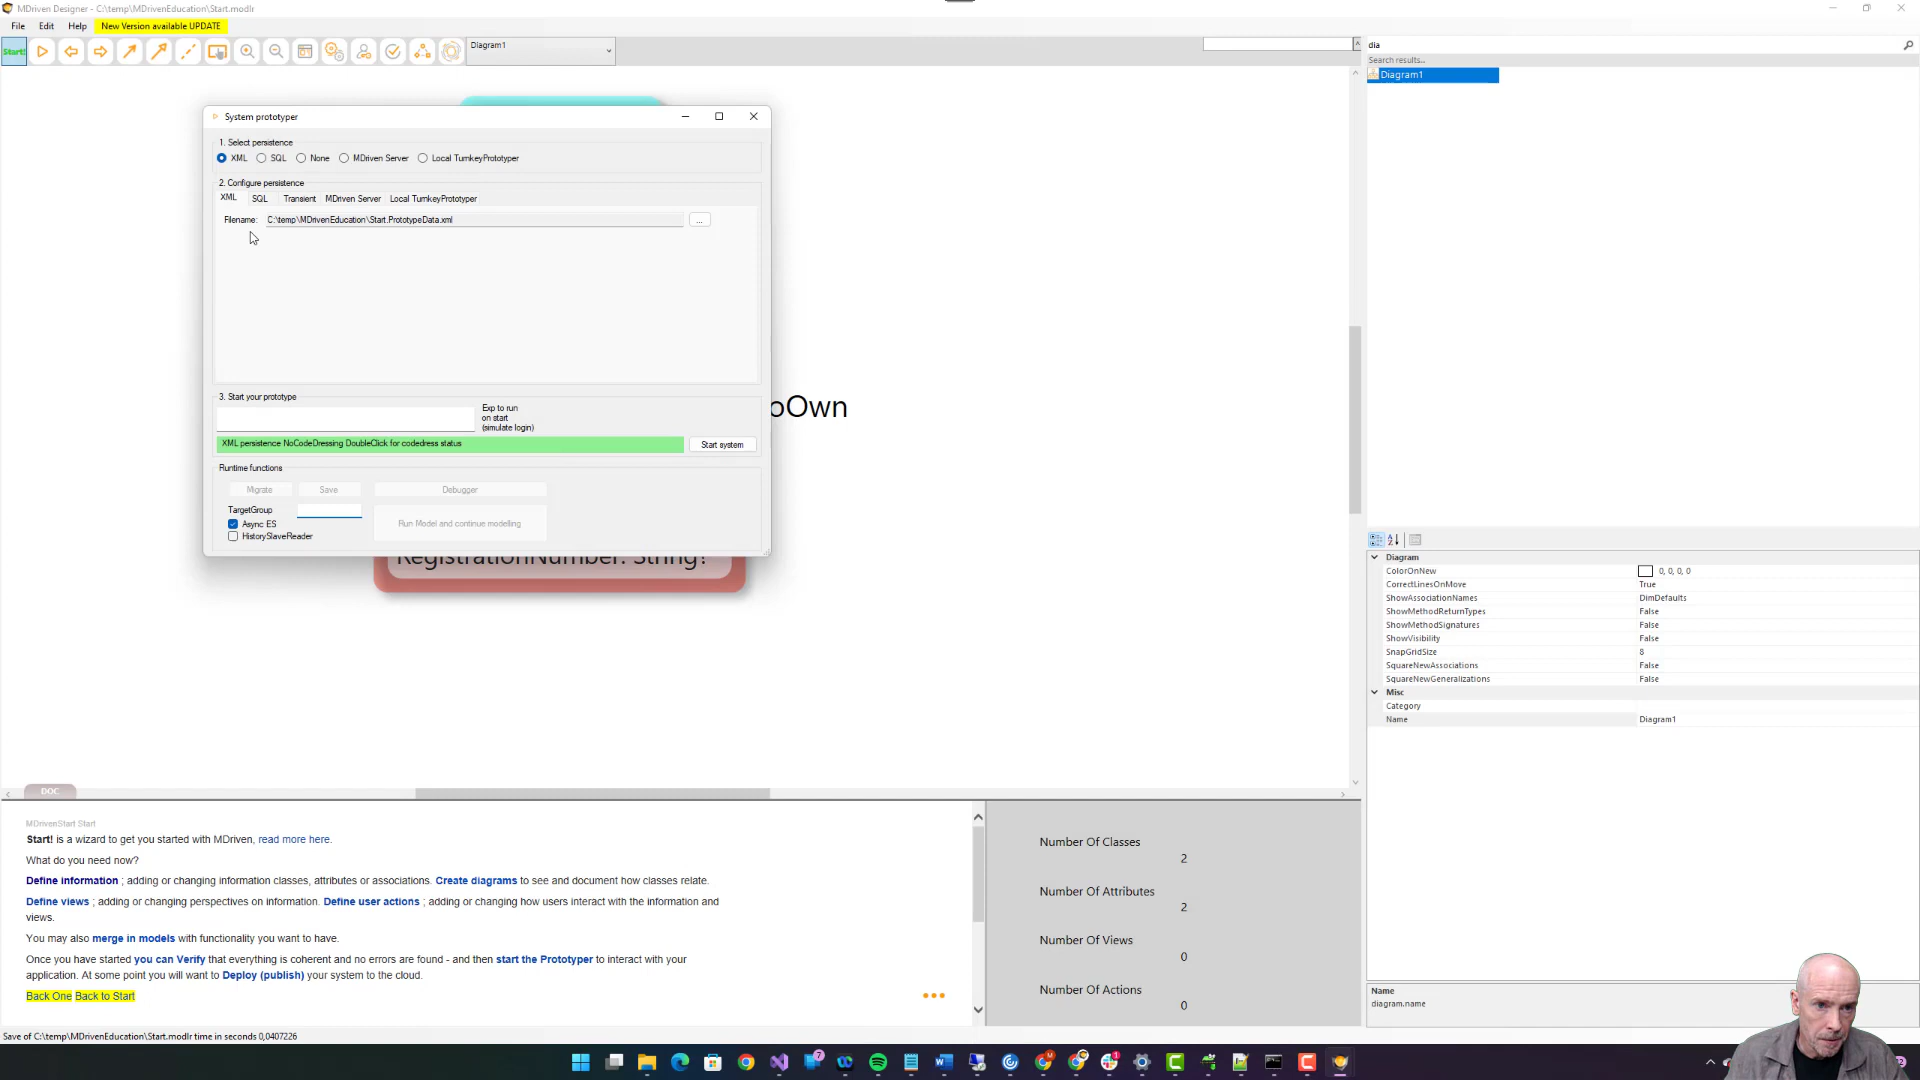 MDriven Designer - C:\temp\MDrivenEducation\Start.modlr
File Edit Help New Version available UPDATE
Start!
Diagram1
dia
Search results...
Diagram1
System prototyper
1. Select persistence
XML SQL None MDriven Server Local TurnkeyPrototyper
2. Configure persistence
XML SQL Transient MDriven Server Local TurnkeyPrototyper
Filename: C:\temp\MDrivenEducation\Start.PrototypeData.xml ...
3. Start your prototype
Exp to run
on start
(simulate login)
XML persistence NoCodeDressing DoubleClick for codedress status
Start system
Runtime functions
Migrate Save Debugger
TargetGroup
Async ES
Run Model and continue modelling
HistorySlaveReader
oOwn
RegistrationNumber: String?
Diagram
ColorOnNew 0, 0, 0, 0
CorrectLinesOnMove True
ShowAssociationNames DimDefaults
ShowMethodReturnTypes False
ShowMethodSignatures False
ShowVisibility False
SnapGridSize 8
SquareNewAssociations False
SquareNewGeneralizations False
Misc
Category
Name Diagram1
Name
diagram.name
DOC
MDrivenStart Start
Start! is a wizard to get you started with MDriven, read more here.
What do you need now?
Define information ; adding or changing information classes, attributes or associations. Create diagrams to see and document how classes relate.
Define views ; adding or changing perspectives on information. Define user actions ; adding or changing how users interact with the information and
views.
You may also merge in models with functionality you want to have.
Once you have started you can Verify that everything is coherent and no errors are found - and then start the Prototyper to interact with your
application. At some point you will want to Deploy (publish) your system to the cloud.
Back One Back to Start
Number Of Classes
2
Number Of Attributes
2
Number Of Views
0
Number Of Actions
0
Save of C:\temp\MDrivenEducation\Start.modlr time in seconds 0,0407226